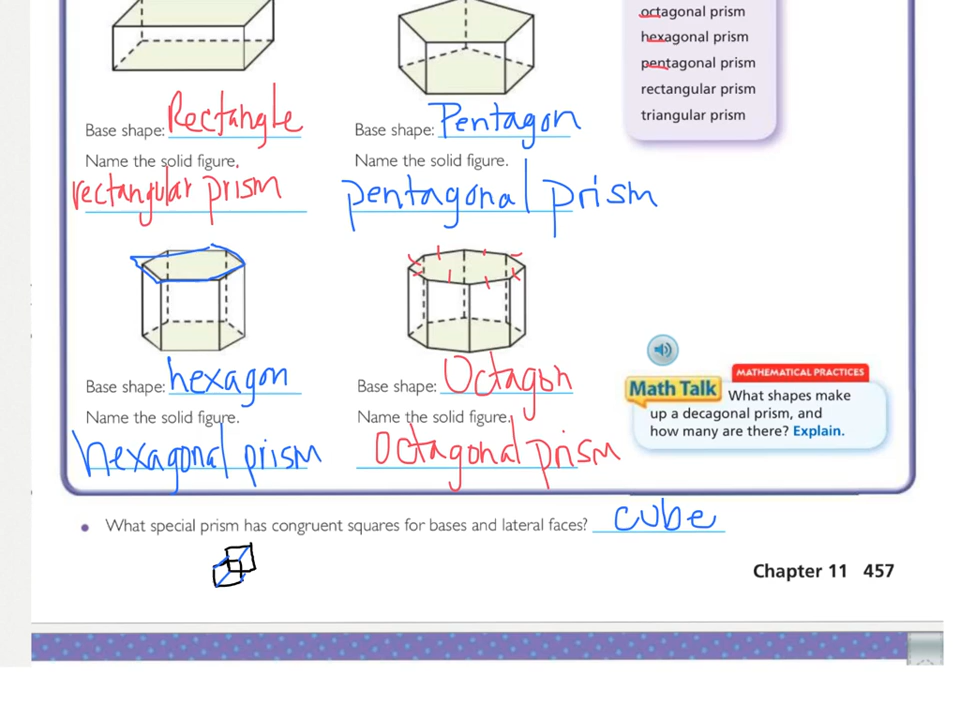 octagonal prism
hexagonal prism
pentagonal prism
rectangular prism
triangular prism
Base shape: Rectangle
Base shape: Pentagon
Name the solid figure.
Name the solid figure.
rectangular prism
pentagonal prism
Base shape: hexagon
Base shape: Octagon
Name the solid figure.
Name the solid figure.
hexagonal prism
Octagonal prism
MATHEMATICAL PRACTICES
Math Talk What shapes make
up a decagonal prism, and
how many are there? Explain.
• What special prism has congruent squares for bases and lateral faces? cube
Chapter 11 457